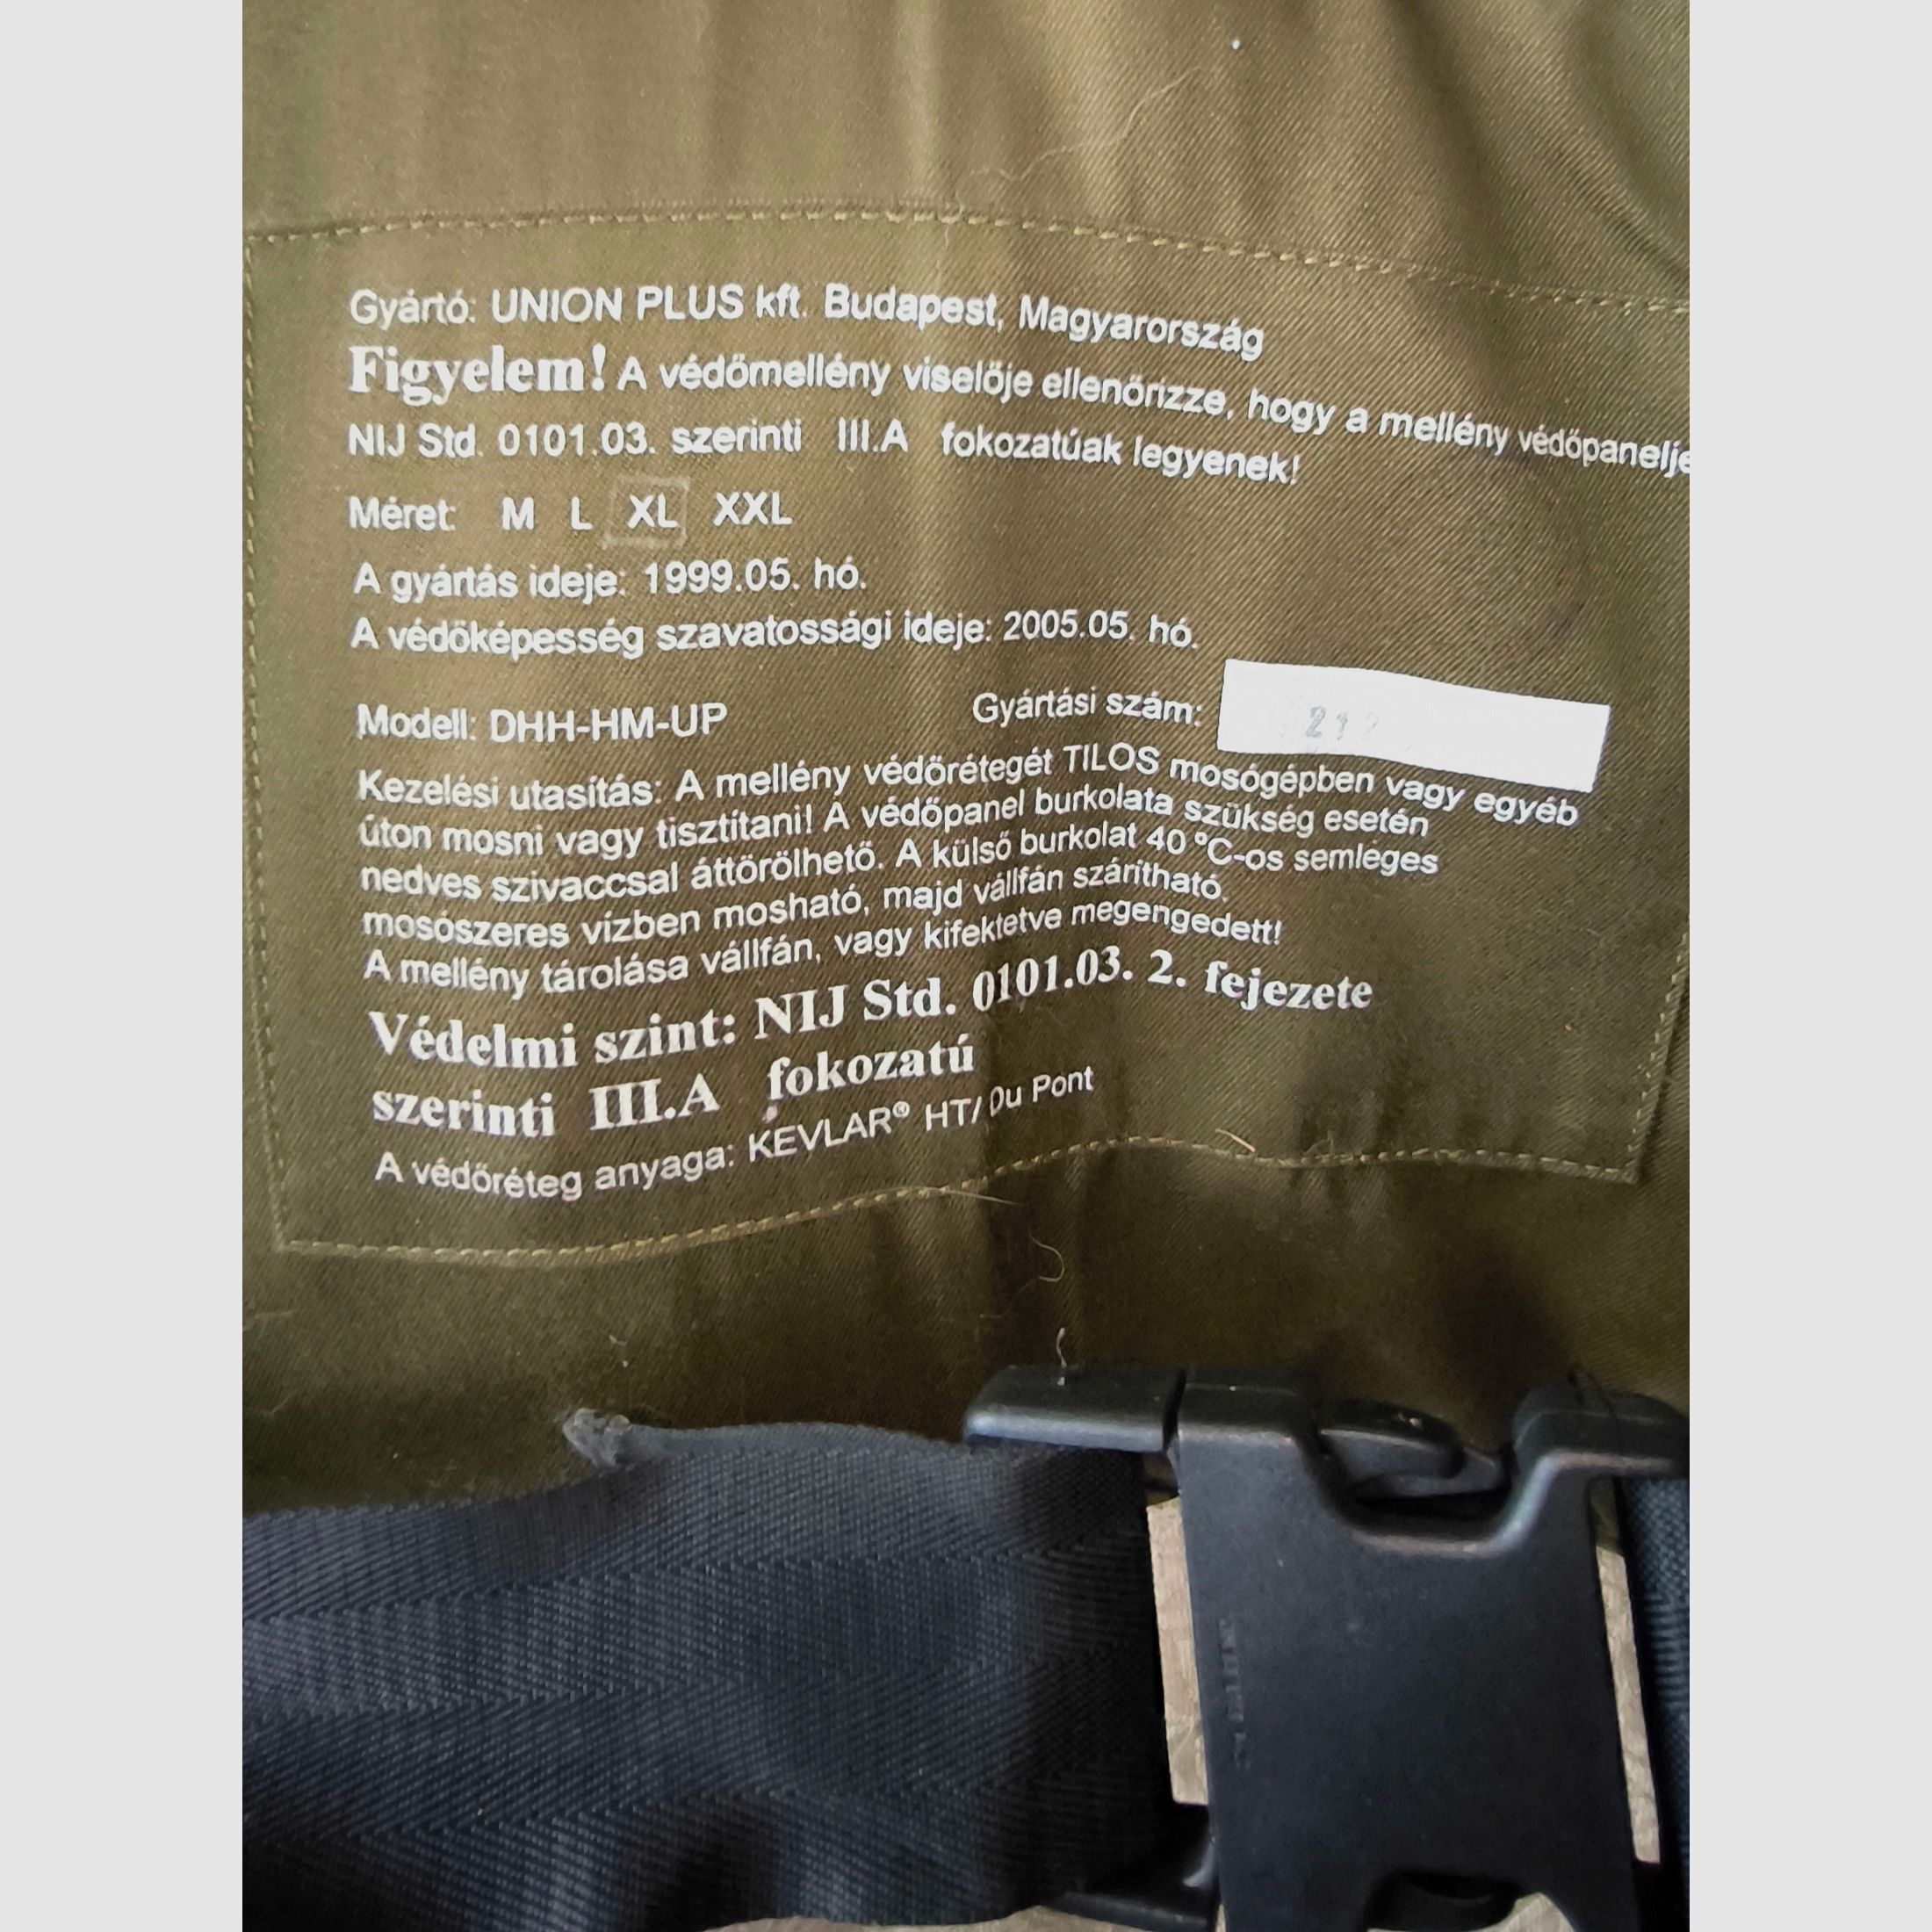 Gyártó: UNION PLUS kft. Budapest, Magyarország
Figyelem! A védőmellény viselője ellenőrizze, hogy a mellény védőpanelje
NIJ Std. 0101.03. szerinti III.A fokozatúak legyenek!
Méret: M L XL XXL
A gyártás ideje: 1999.05. hó.
A védőképesség szavatossági ideje: 2005.05. hó.
Modell: DHH-HM-UP Gyártási szám: 212
Kezelési utasítás: A mellény védőrétegét TILOS mosógépben vagy egyéb
úton mosni vagy tisztítani! A védőpanel burkolata szükség esetén
nedves szivaccsal áttörölhető. A külső burkolat 40 °C-os semleges
mosószeres vízben mosható, majd vállfán szárítható.
A mellény tárolása vállfán, vagy kifektetve megengedett!
Védelmi szint: NIJ Std. 0101.03. 2. fejezete
szerinti III.A fokozatú
A védőréteg anyaga: KEVLAR® HT/ Du Pont